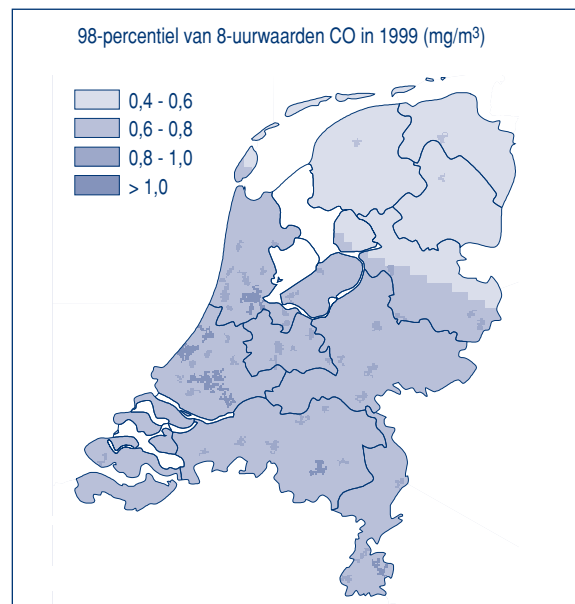 98-percentiel van 8-uurwaarden CO in 1999 (mg/m³)
0,4 - 0,6
0,6 - 0,8
0,8 - 1,0
> 1,0